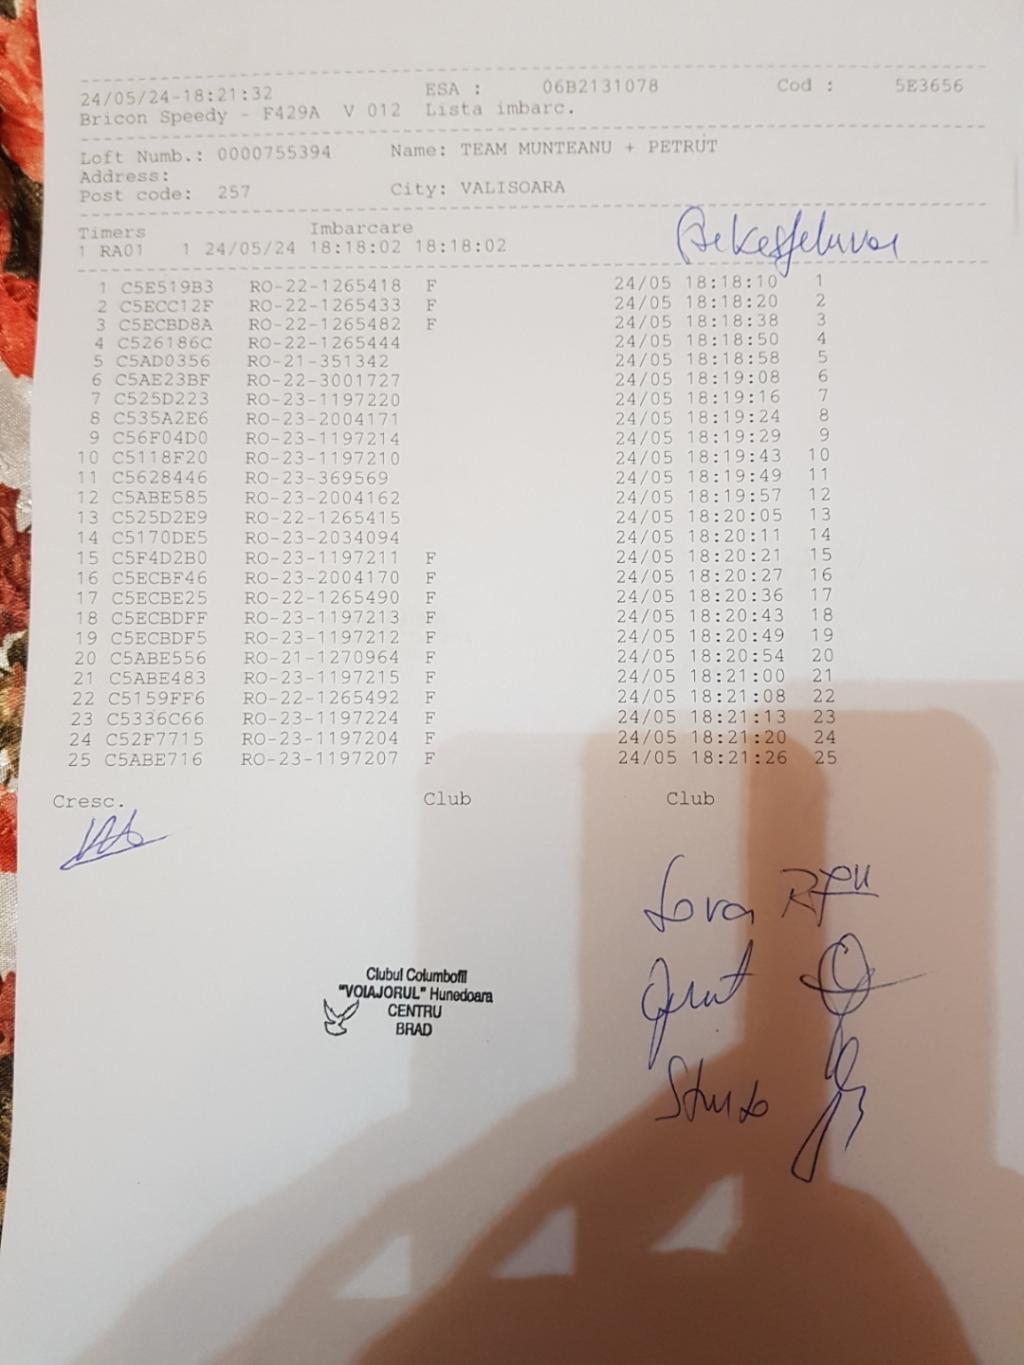 24/05/24-18:21:32 ESA : 06B2131078 Cod : 5E3656
Bricon Speedy - F429A V 012 Lista imbarc.
Loft Numb.: 0000755394 Name: TEAM MUNTEANU + PETRUT
Address:
Post code: 257 City: VALISOARA
Timers Imbarcare
1 RA01 1 24/05/24 18:18:02 18:18:02
1 C5E519B3 RO-22-1265418 F 24/05 18:18:10 1
2 C5ECC12F RO-22-1265433 F 24/05 18:18:20 2
3 C5ECBD8A RO-22-1265482 F 24/05 18:18:38 3
4 C526186C RO-22-1265444 24/05 18:18:50 4
5 C5AD0356 RO-21-351342 24/05 18:18:58 5
6 C5AE23BF RO-22-3001727 24/05 18:19:08 6
7 C525D223 RO-23-1197220 24/05 18:19:16 7
8 C535A2E6 RO-23-2004171 24/05 18:19:24 8
9 C56F04D0 RO-23-1197214 24/05 18:19:29 9
10 C5118F20 RO-23-1197210 24/05 18:19:43 10
11 C5628446 RO-23-369569 24/05 18:19:49 11
12 C5ABE585 RO-23-2004162 24/05 18:19:57 12
13 C525D2E9 RO-22-1265415 24/05 18:20:05 13
14 C5170DE5 RO-23-2034094 24/05 18:20:11 14
15 C5F4D2B0 RO-23-1197211 F 24/05 18:20:21 15
16 C5ECBF46 RO-23-2004170 F 24/05 18:20:27 16
17 C5ECBE25 RO-22-1265490 F 24/05 18:20:36 17
18 C5ECBDFF RO-23-1197213 F 24/05 18:20:43 18
19 C5ECBDF5 RO-23-1197212 F 24/05 18:20:49 19
20 C5ABE556 RO-21-1270964 F 24/05 18:20:54 20
21 C5ABE483 RO-23-1197215 F 24/05 18:21:00 21
22 C5159FF6 RO-22-1265492 F 24/05 18:21:08 22
23 C5336C66 RO-23-1197224 F 24/05 18:21:13 23
24 C52F7715 RO-23-1197204 F 24/05 18:21:20 24
25 C5ABE716 RO-23-1197207 F 24/05 18:21:26 25
Cresc. Club Club
Clubul Columbofil
"VOIAJORUL" Hunedoara
CENTRU
BRAD